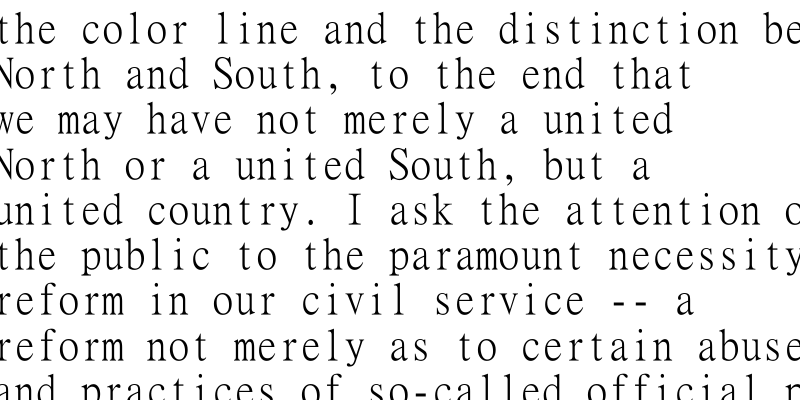 the color line and the distinction be
North and South, to the end that
we may have not merely a united
North or a united South, but a
united country. I ask the attention o
the public to the paramount necessity
reform in our civil service -- a
reform not merely as to certain abuse
and practices of so-called official